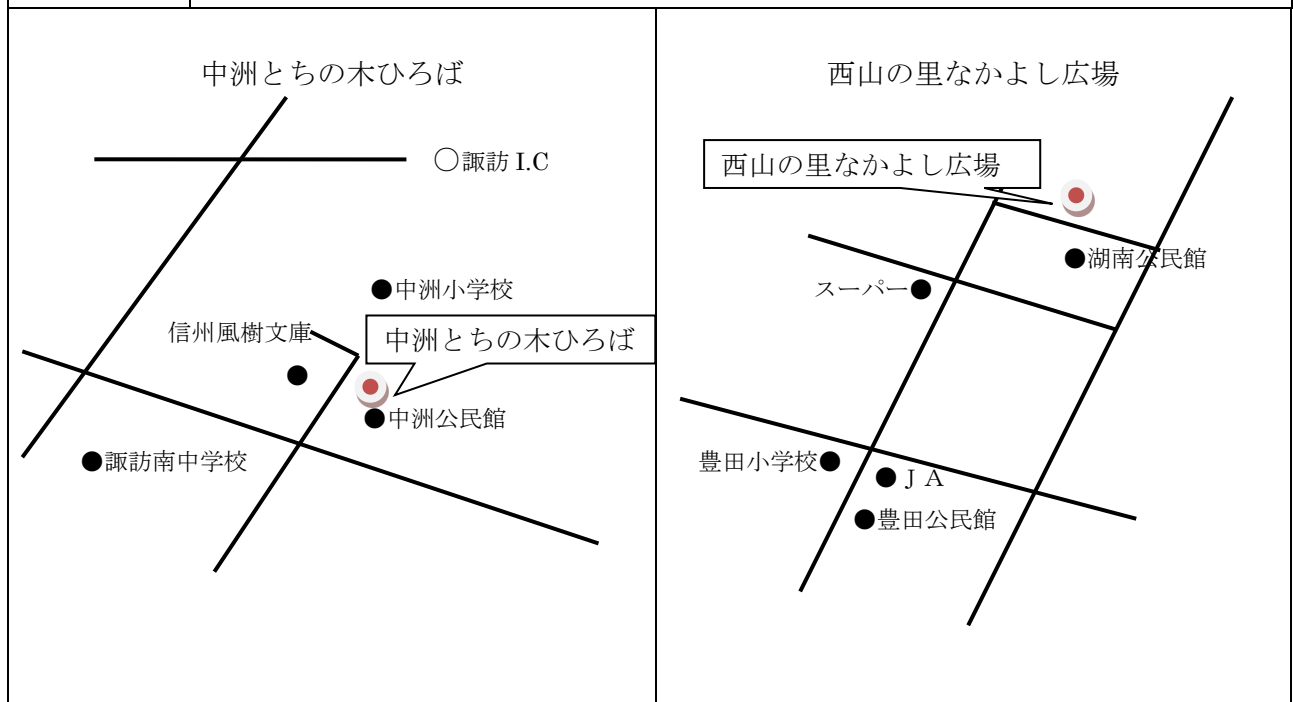 中洲とちの木ひろば
○諏訪 I.C
●中洲小学校
信州風樹文庫
中洲とちの木ひろば
●中洲公民館
●諏訪南中学校
西山の里なかよし広場
西山の里なかよし広場
●湖南公民館
スーパー●
豊田小学校●
●ＪＡ
●豊田公民館